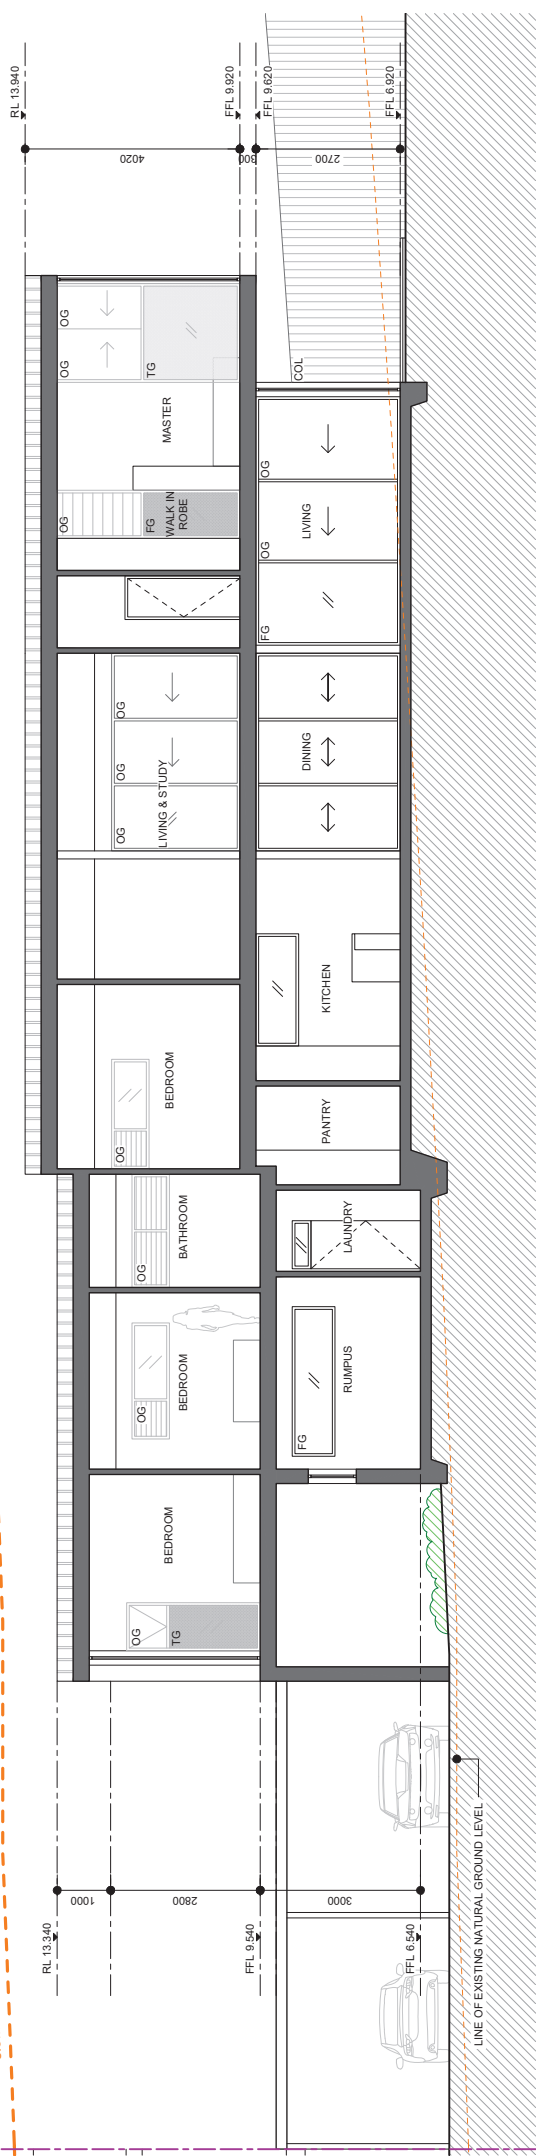 RL 13.940
FFL 9.920
FFL 9.620
FFL 6.920
4020
300
2700
OG
OG
TG
MASTER
OG
FG
WALK IN
ROBE
COL
OG
OG
LIVING
FG
OG
OG
OG
LIVING & STUDY
DINING
KITCHEN
BEDROOM
OG
PANTRY
BATHROOM
OG
LAUNDRY
OG
BEDROOM
RUMPUS
FG
BEDROOM
OG
TG
1000
2800
3000
RL 13.340
FFL 9.540
FFL 6.540
LINE OF EXISTING NATURAL GROUND LEVEL